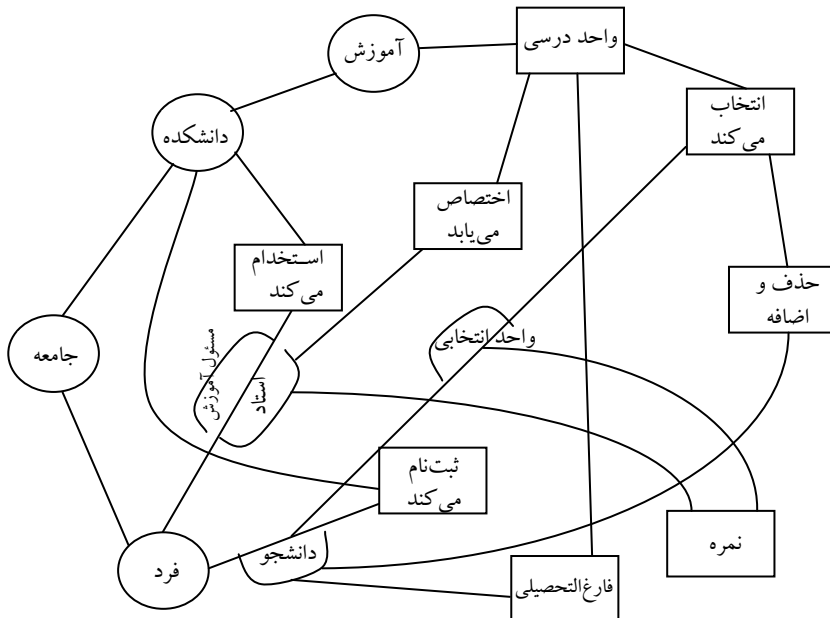 واحد درسی
آموزش
انتخاب
می‌کند
دانشکده
اختصاص
می‌یابد
استخدام
می‌کند
حذف و
اضافه
واحد انتخابی
جامعه
مسئول آموزش
استاد
ثبت‌نام
می‌کند
نمره
دانشجو
فرد
فارغ‌التحصیلی